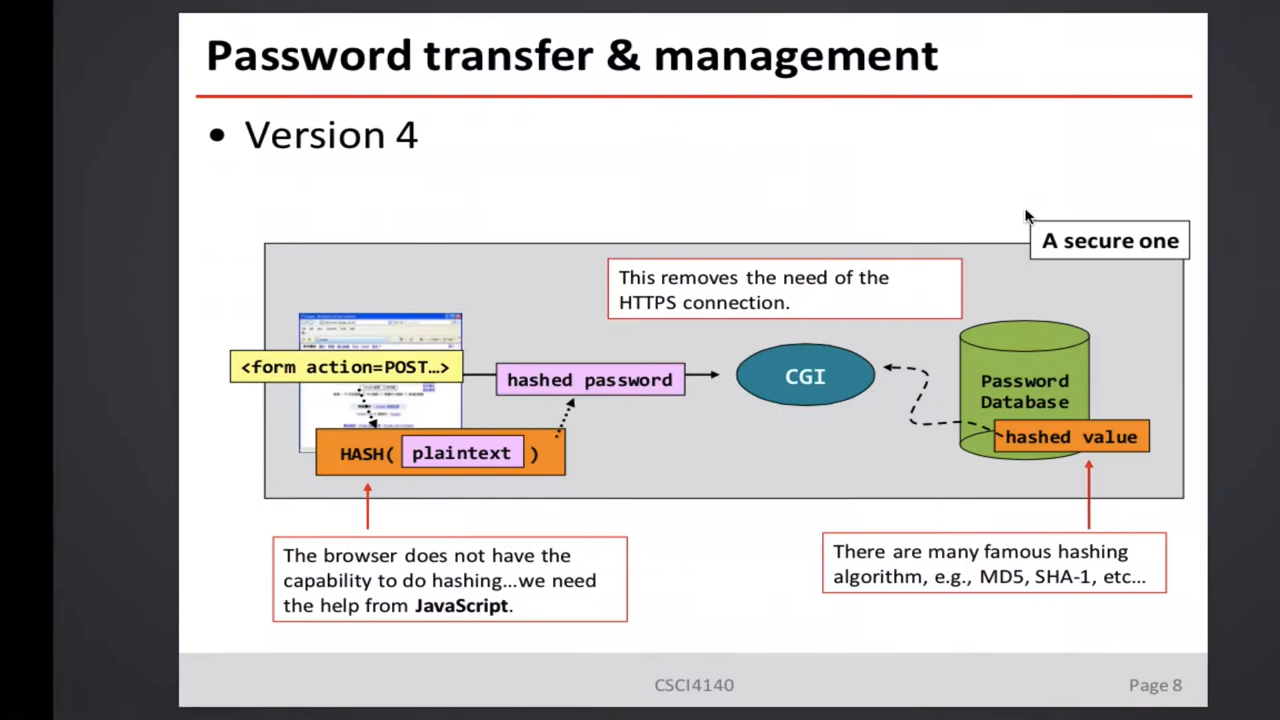 Password transfer & management
• Version 4
A secure one
This removes the need of the
HTTPS connection.
<form action=POST…>
hashed password
CGI
Password
Database
hashed value
HASH( plaintext )
The browser does not have the
capability to do hashing…we need
the help from JavaScript.
There are many famous hashing
algorithm, e.g., MD5, SHA-1, etc…
CSCI4140
Page 8